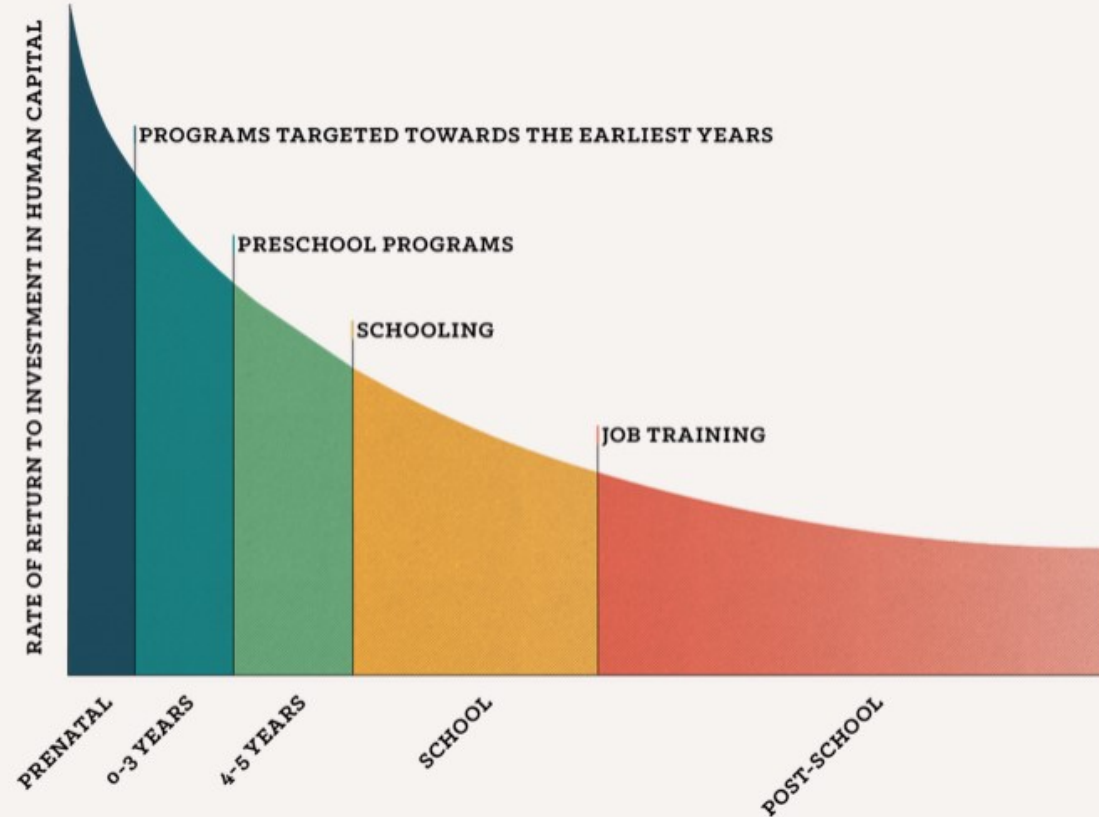 RATE OF RETURN TO INVESTMENT IN HUMAN CAPITAL
PROGRAMS TARGETED TOWARDS THE EARLIEST YEARS
PRESCHOOL PROGRAMS
SCHOOLING
JOB TRAINING
PRENATAL
0-3 YEARS
4-5 YEARS
SCHOOL
POST-SCHOOL